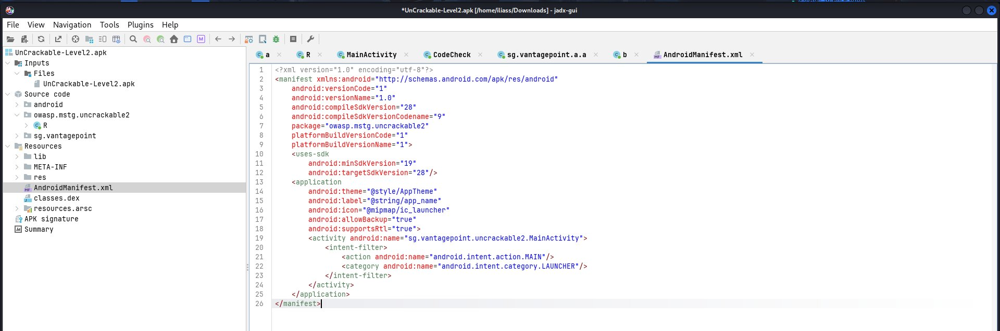 *UnCrackable-Level2.apk [/home/iliass/Downloads] - jadx-gui
File View Navigation Tools Plugins Help
UnCrackable-Level2.apk
Inputs
Files
UnCrackable-Level2.apk
Source code
android
owasp.mstg.uncrackable2
R
sg.vantagepoint
Resources
lib
META-INF
res
AndroidManifest.xml
classes.dex
resources.arsc
APK signature
Summary
a R MainActivity CodeCheck sg.vantagepoint.a.a b AndroidManifest.xml
1 <?xml version="1.0" encoding="utf-8"?>
2 <manifest xmlns:android="http://schemas.android.com/apk/res/android"
3 android:versionCode="1"
4 android:versionName="1.0"
5 android:compileSdkVersion="28"
6 android:compileSdkVersionCodename="9"
7 package="owasp.mstg.uncrackable2"
8 platformBuildVersionCode="1"
9 platformBuildVersionName="1">
10 <uses-sdk
11 android:minSdkVersion="19"
12 android:targetSdkVersion="28"/>
13 <application
14 android:theme="@style/AppTheme"
15 android:label="@string/app_name"
16 android:icon="@mipmap/ic_launcher"
17 android:allowBackup="true"
18 android:supportsRtl="true">
19 <activity android:name="sg.vantagepoint.uncrackable2.MainActivity">
20 <intent-filter>
21 <action android:name="android.intent.action.MAIN"/>
22 <category android:name="android.intent.category.LAUNCHER"/>
23 </intent-filter>
24 </activity>
25 </application>
26 </manifest>